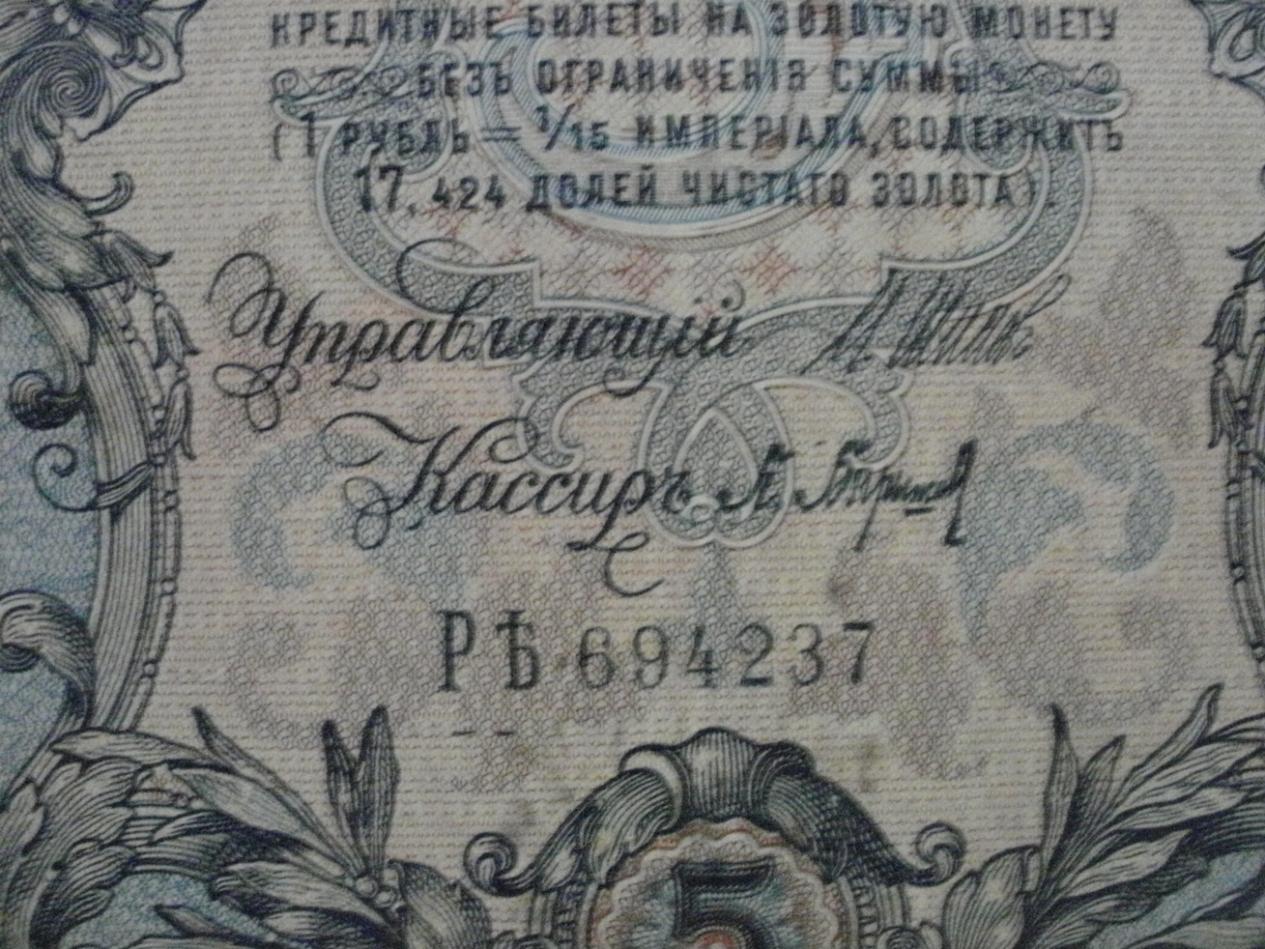 КРЕДИТНЫЕ БИЛЕТЫ НА ЗОЛОТУЮ МОНЕТУ
БЕЗЪ ОГРАНИЧЕНІЯ СУММЫ
(1 РУБЛЬ = 1/15 ИМПЕРІАЛА, СОДЕРЖИТЪ
17,424 ДОЛЕЙ ЧИСТАГО ЗОЛОТА).
Управляющій
Кассиръ
РѢ 694237
5